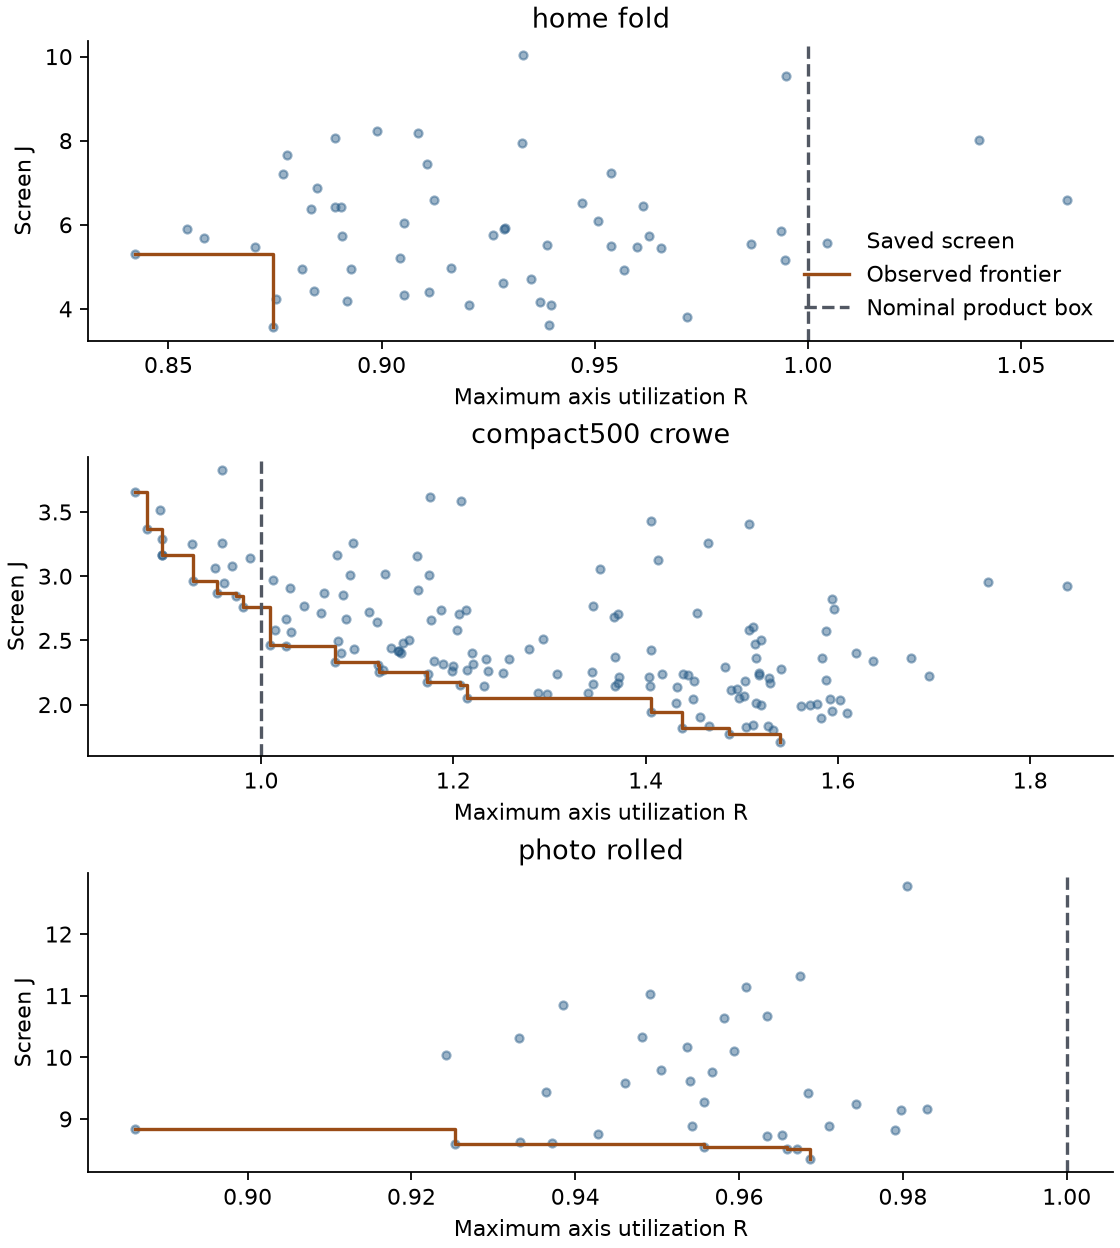 home fold
10
8
6
4
Screen J
Saved screen
Observed frontier
Nominal product box
0.85 0.90 0.95 1.00 1.05
Maximum axis utilization R
compact500 crowe
3.5
3.0
2.5
2.0
Screen J
1.0 1.2 1.4 1.6 1.8
Maximum axis utilization R
photo rolled
12
11
10
9
Screen J
0.90 0.92 0.94 0.96 0.98 1.00
Maximum axis utilization R